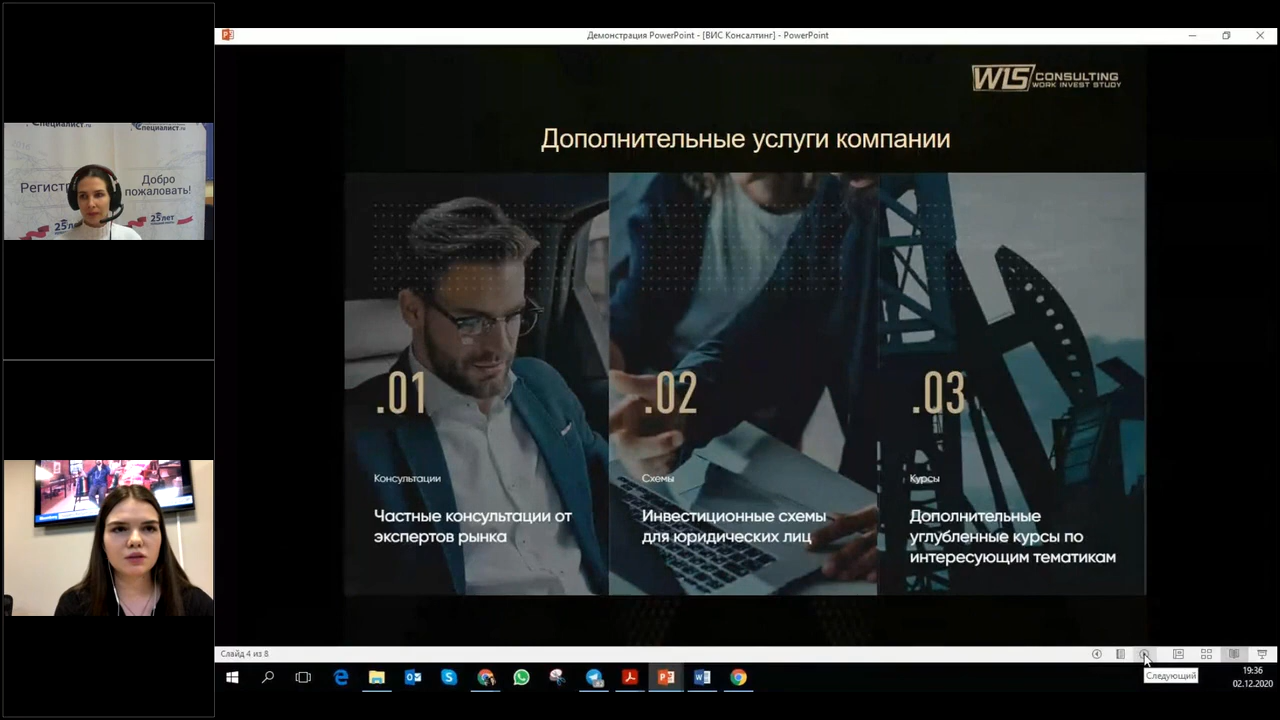 Демонстрация PowerPoint - [ВИС Консалтинг] - PowerPoint
WIS CONSULTING
WORK INVEST STUDY
Дополнительные услуги компании
.01
Консультации
Частные консультации от
экспертов рынка
.02
Схемы
Инвестиционные схемы
для юридических лиц
.03
Курсы
Дополнительные
углубленные курсы по
интересующим тематикам
Специалист.ru
Добро
пожаловать!
25 лет
Слайд 4 из 8
Следующий
19:36
02.12.2020